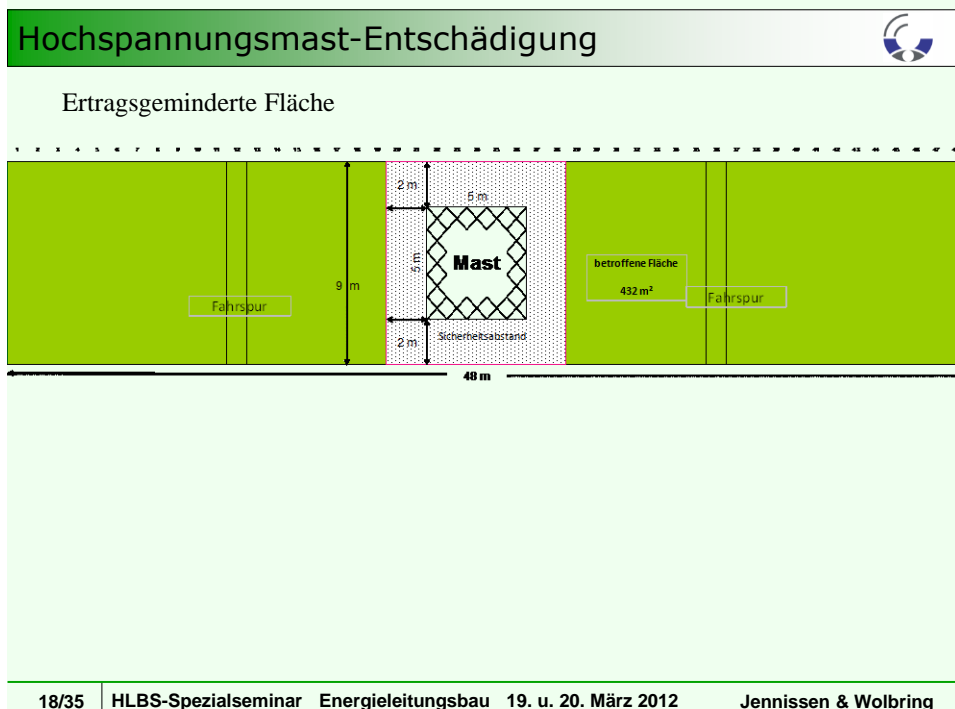 Hochspannungsmast-Entschädigung
Ertragsgeminderte Fläche
2 m
5 m
5 m
Mast
9 m
betroffene Fläche
432 m²
Fahrspur
Fahrspur
Sicherheitsabstand
2 m
48 m
18/35 HLBS-Spezialseminar Energieleitungsbau 19. u. 20. März 2012 Jennissen & Wolbring